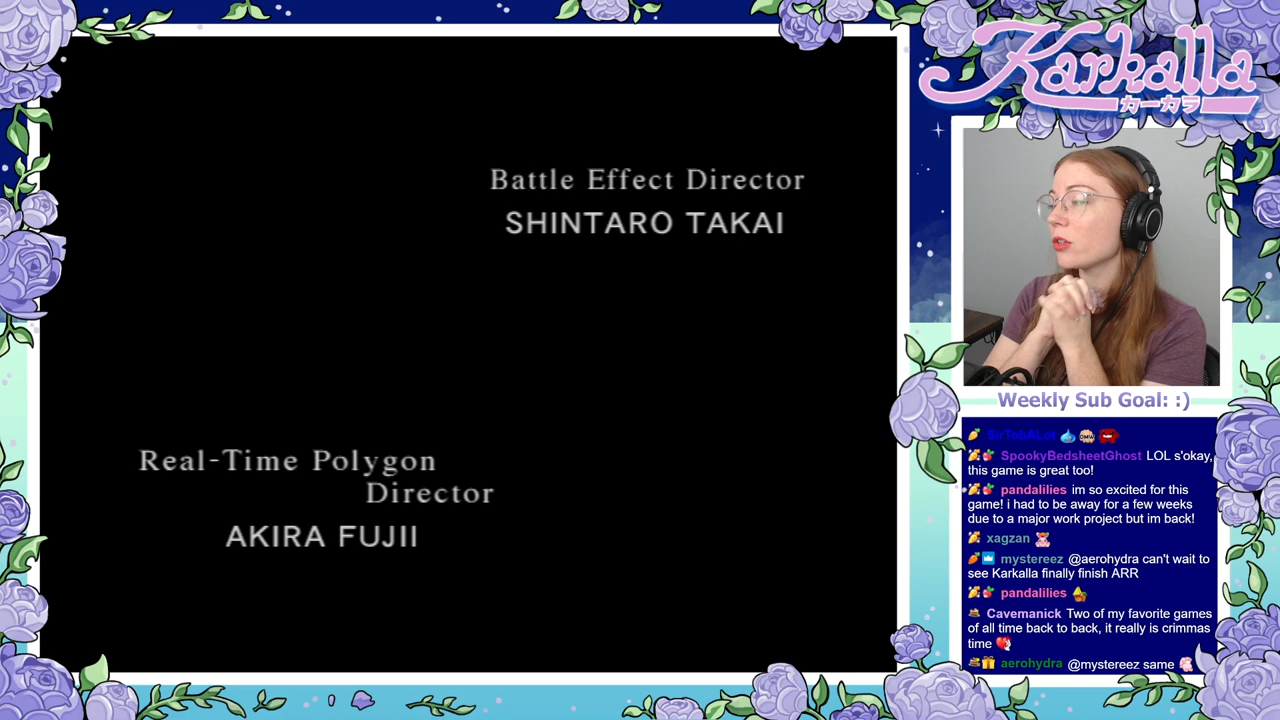 Battle Effect Director
SHINTARO TAKAI
Real-Time Polygon
Director
AKIRA FUJII
Karkalla
カーカラ
Weekly Sub Goal: :)
SirTobALot
SpookyBedsheetGhost LOL s'okay,
this game is great too!
pandalilies im so excited for this
game! i had to be away for a few weeks
due to a major work project but im back!
xagzan
mystereez @aerohydra can't wait to
see Karkalla finally finish ARR
pandalilies
Cavemanick Two of my favorite games
of all time back to back, it really is crimmas
time
aerohydra @mystereez same